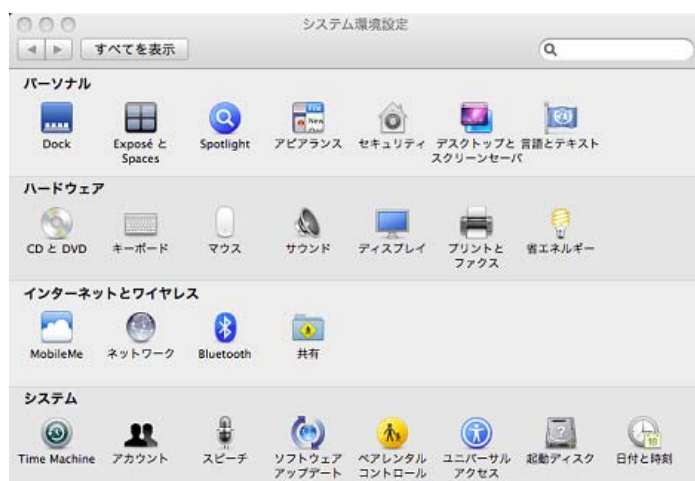 システム環境設定
すべてを表示
パーソナル
Dock
Exposé と
Spaces
Spotlight
アピアランス
セキュリティ
デスクトップと
スクリーンセーバ
言語とテキスト
ハードウェア
CD と DVD
キーボード
マウス
サウンド
ディスプレイ
プリントと
ファクス
省エネルギー
インターネットとワイヤレス
MobileMe
ネットワーク
Bluetooth
共有
システム
Time Machine
アカウント
スピーチ
ソフトウェア
アップデート
ペアレンタル
コントロール
ユニバーサル
アクセス
起動ディスク
日付と時刻